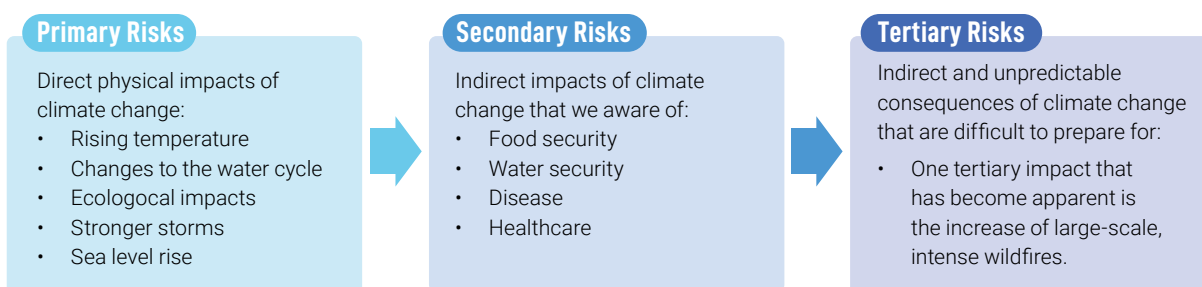 Primary Risks
Direct physical impacts of
climate change:
• Rising temperature
• Changes to the water cycle
• Ecologocal impacts
• Stronger storms
• Sea level rise
Secondary Risks
Indirect impacts of climate
change that we aware of:
• Food security
• Water security
• Disease
• Healthcare
Tertiary Risks
Indirect and unpredictable
consequences of climate change
that are difficult to prepare for:
• One tertiary impact that
has become apparent is
the increase of large-scale,
intense wildfires.